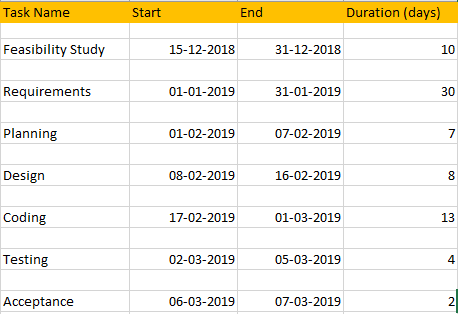 Task Name Start End Duration (days)
Feasibility Study 15-12-2018 31-12-2018 10
Requirements 01-01-2019 31-01-2019 30
Planning 01-02-2019 07-02-2019 7
Design 08-02-2019 16-02-2019 8
Coding 17-02-2019 01-03-2019 13
Testing 02-03-2019 05-03-2019 4
Acceptance 06-03-2019 07-03-2019 2